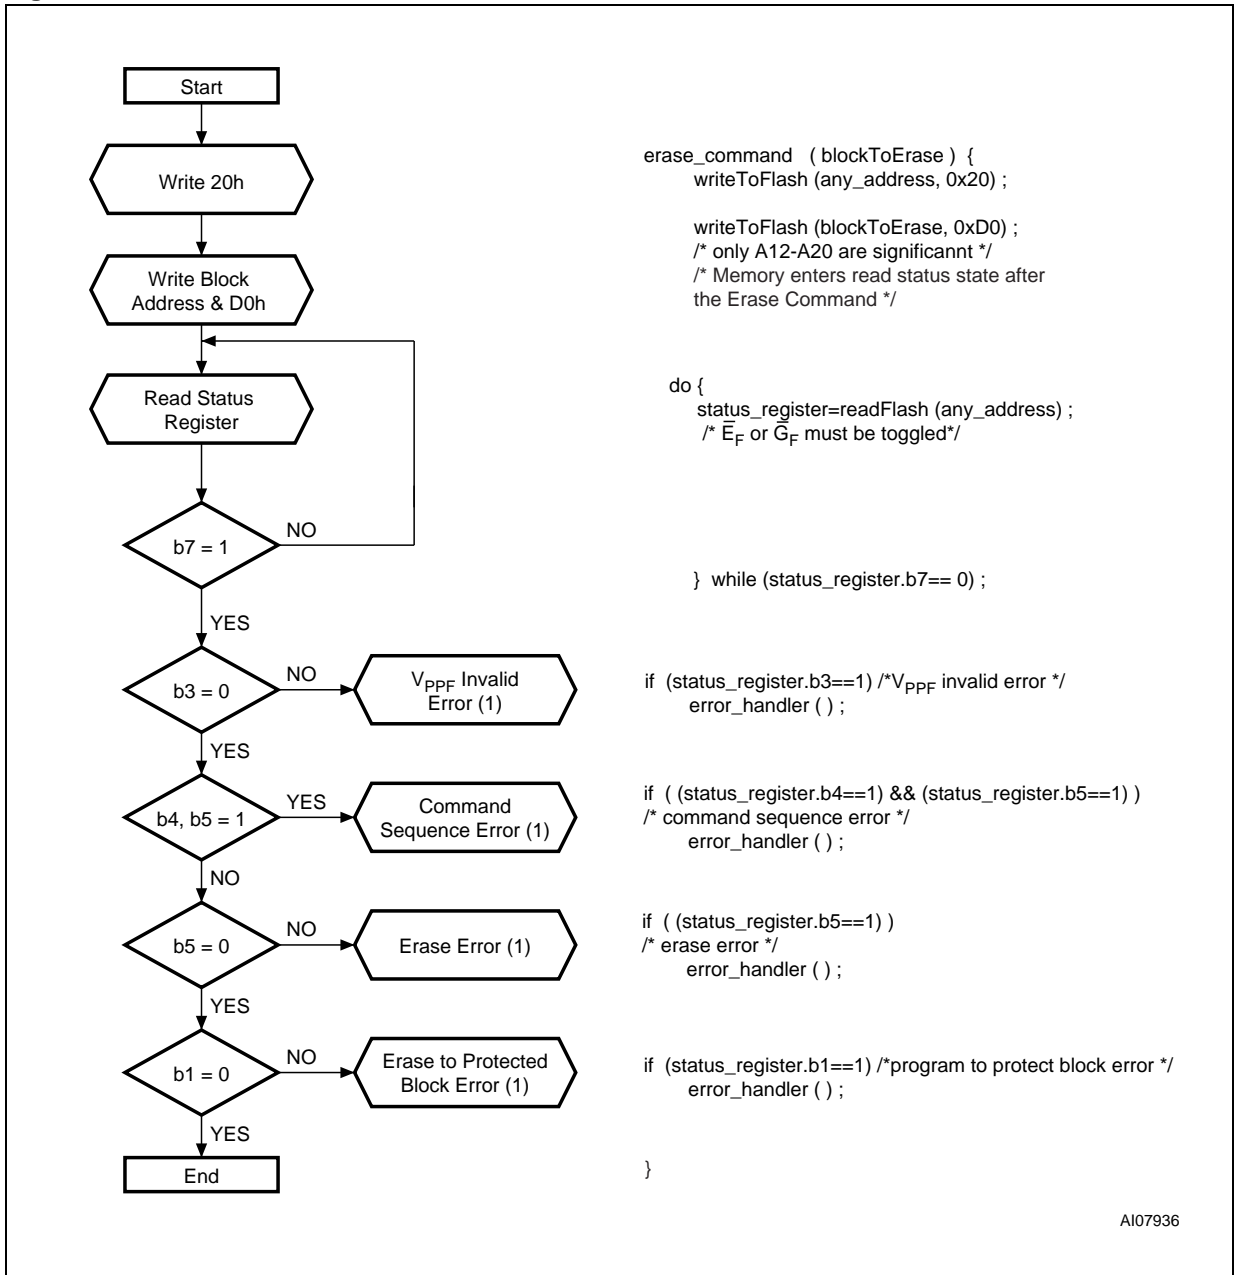 Start
Write 20h
Write Block
Address & D0h
Read Status
Register
b7 = 1
NO
YES
b3 = 0
NO
V_PPF Invalid
Error (1)
YES
b4, b5 = 1
YES
Command
Sequence Error (1)
NO
b5 = 0
NO
Erase Error (1)
YES
b1 = 0
NO
Erase to Protected
Block Error (1)
YES
End
erase_command ( blockToErase ) {
writeToFlash (any_address, 0x20) ;
writeToFlash (blockToErase, 0xD0) ;
/* only A12-A20 are significannt */
/* Memory enters read status state after
the Erase Command */
do {
status_register=readFlash (any_address) ;
/* E̅_F or G̅_F must be toggled*/
} while (status_register.b7== 0) ;
if (status_register.b3==1) /*V_PPF invalid error */
error_handler ( ) ;
if ( (status_register.b4==1) && (status_register.b5==1) )
/* command sequence error */
error_handler ( ) ;
if ( (status_register.b5==1) )
/* erase error */
error_handler ( ) ;
if (status_register.b1==1) /*program to protect block error */
error_handler ( ) ;
}
AI07936